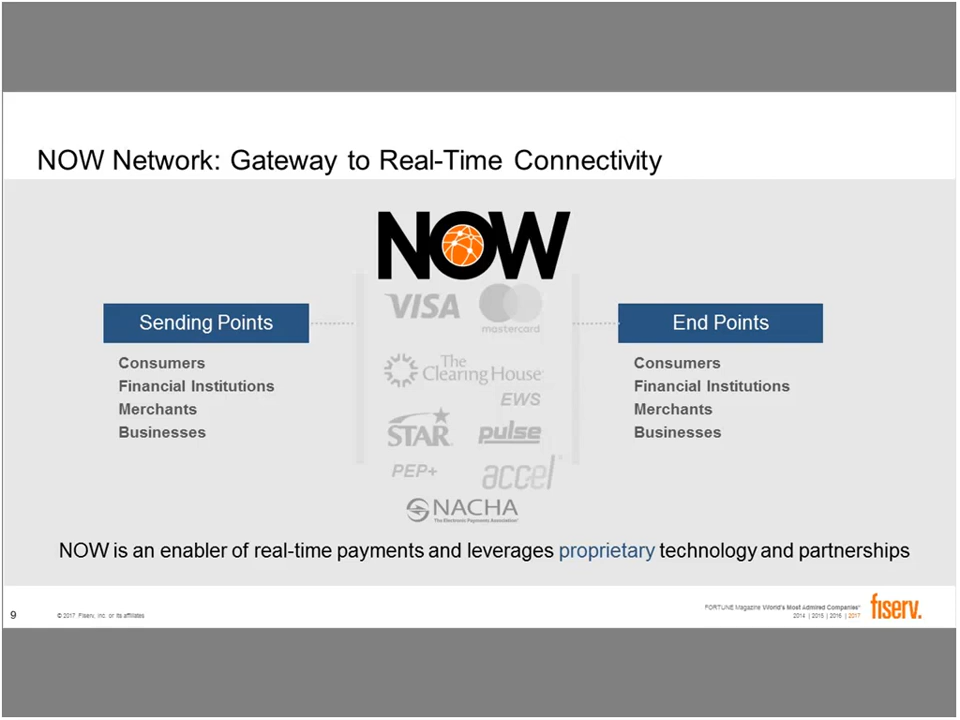 NOW Network: Gateway to Real-Time Connectivity
NOW
VISA
mastercard
Sending Points
End Points
Consumers
Financial Institutions
Merchants
Businesses
The
Clearing House
EWS
STAR
pulse
PEP+
accel
NACHA
The Electronic Payments Association
Consumers
Financial Institutions
Merchants
Businesses
NOW is an enabler of real-time payments and leverages proprietary technology and partnerships
9
© 2017 Fiserv, Inc. or its affiliates
FORTUNE Magazine World's Most Admired Companies®
2014 | 2015 | 2016 | 2017
fiserv.